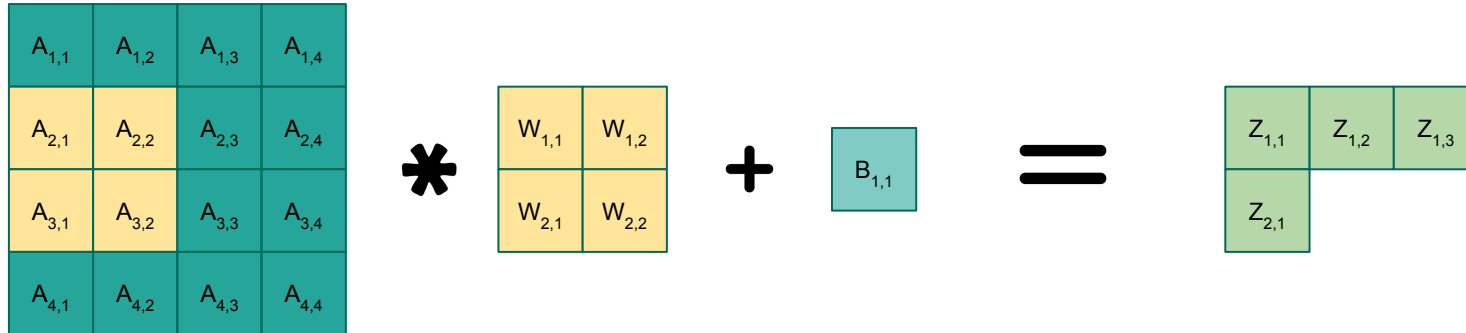 A1,1 A1,2 A1,3 A1,4
A2,1 A2,2 A2,3 A2,4 * W1,1 W1,2 + B1,1 = Z1,1 Z1,2 Z1,3
A3,1 A3,2 A3,3 A3,4 W2,1 W2,2 Z2,1
A4,1 A4,2 A4,3 A4,4